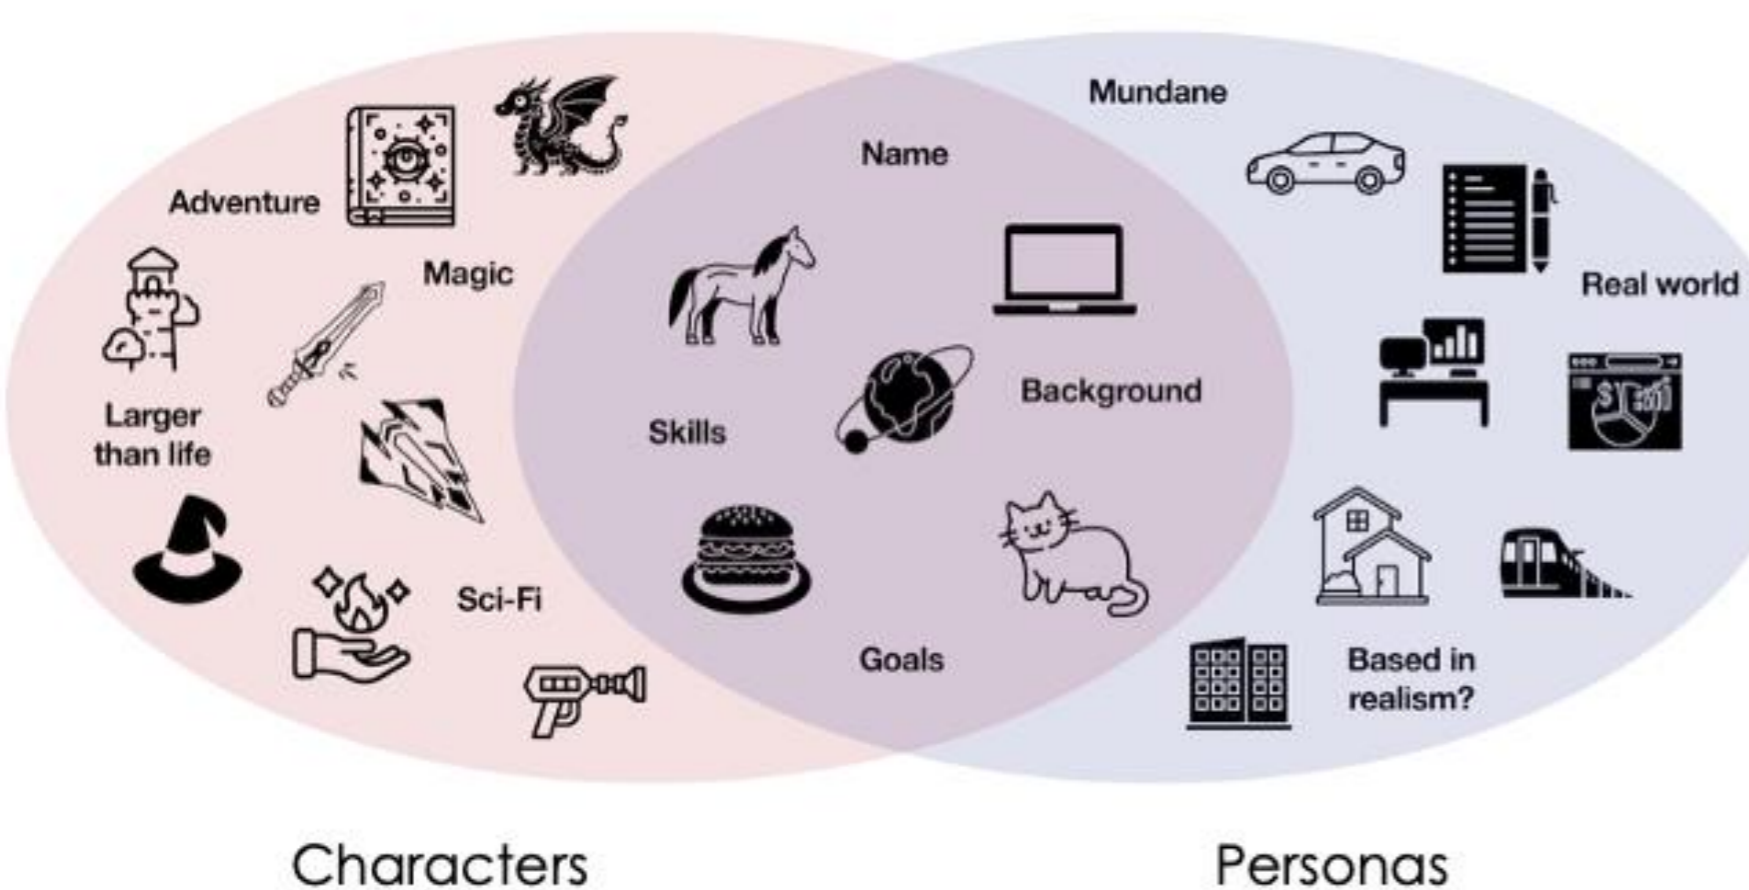 Mundane
Name
Adventure
Magic
Real world
Background
Larger
than life
Skills
Sci-Fi
Goals
Based in
realism?
Characters
Personas